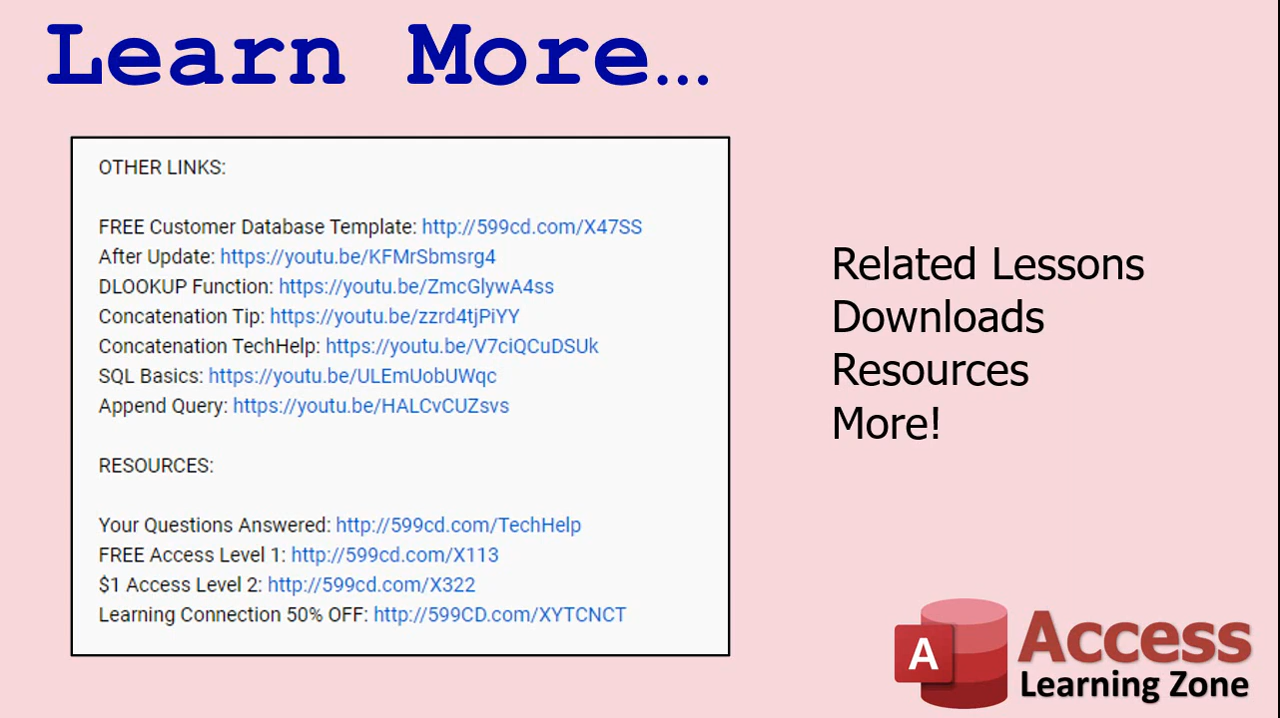 Learn More...
OTHER LINKS:
FREE Customer Database Template: http://599cd.com/X47SS
After Update: https://youtu.be/KFMrSbmsrg4
DLOOKUP Function: https://youtu.be/ZmcGlywA4ss
Concatenation Tip: https://youtu.be/zzrd4tjPiYY
Concatenation TechHelp: https://youtu.be/V7ciQCuDSUk
SQL Basics: https://youtu.be/ULEmUobUWqc
Append Query: https://youtu.be/HALCvCUZsvs
RESOURCES:
Your Questions Answered: http://599cd.com/TechHelp
FREE Access Level 1: http://599cd.com/X113
$1 Access Level 2: http://599cd.com/X322
Learning Connection 50% OFF: http://599CD.com/XYTCNCT
Related Lessons
Downloads
Resources
More!
A Access
Learning Zone